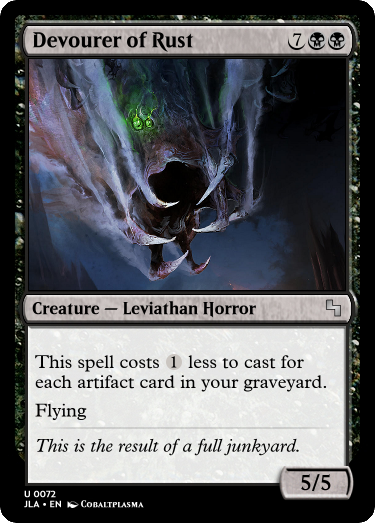 Devourer of Rust 7
Creature — Leviathan Horror
This spell costs 1 less to cast for
each artifact card in your graveyard.
Flying
This is the result of a full junkyard.
5/5
U 0072
JLA • EN Cobaltplasma